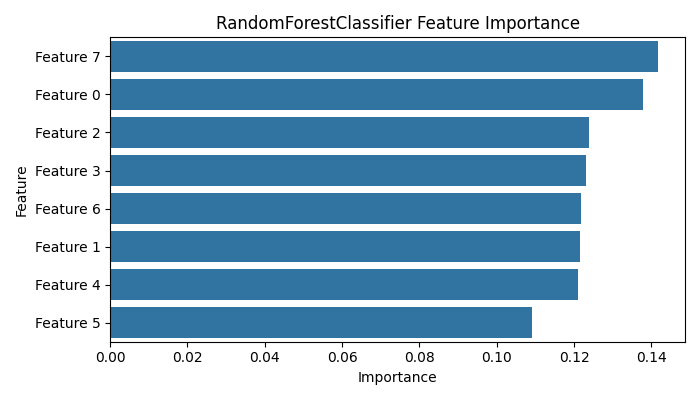 RandomForestClassifier Feature Importance
Feature
Feature 7
Feature 0
Feature 2
Feature 3
Feature 6
Feature 1
Feature 4
Feature 5
0.00 0.02 0.04 0.06 0.08 0.10 0.12 0.14
Importance